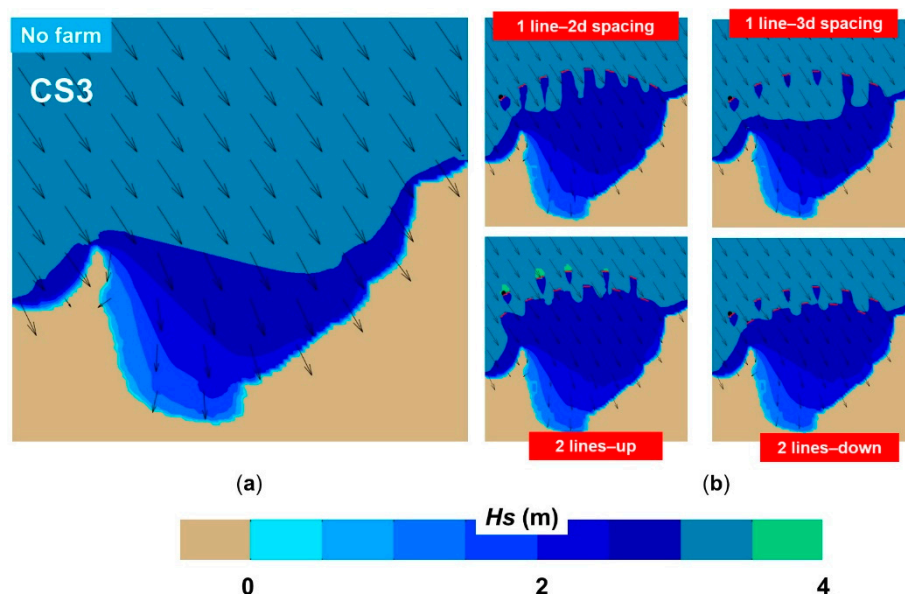 No farm
CS3
1 line–2d spacing
1 line–3d spacing
2 lines–up
2 lines–down
(a)
(b)
Hs (m)
0
2
4